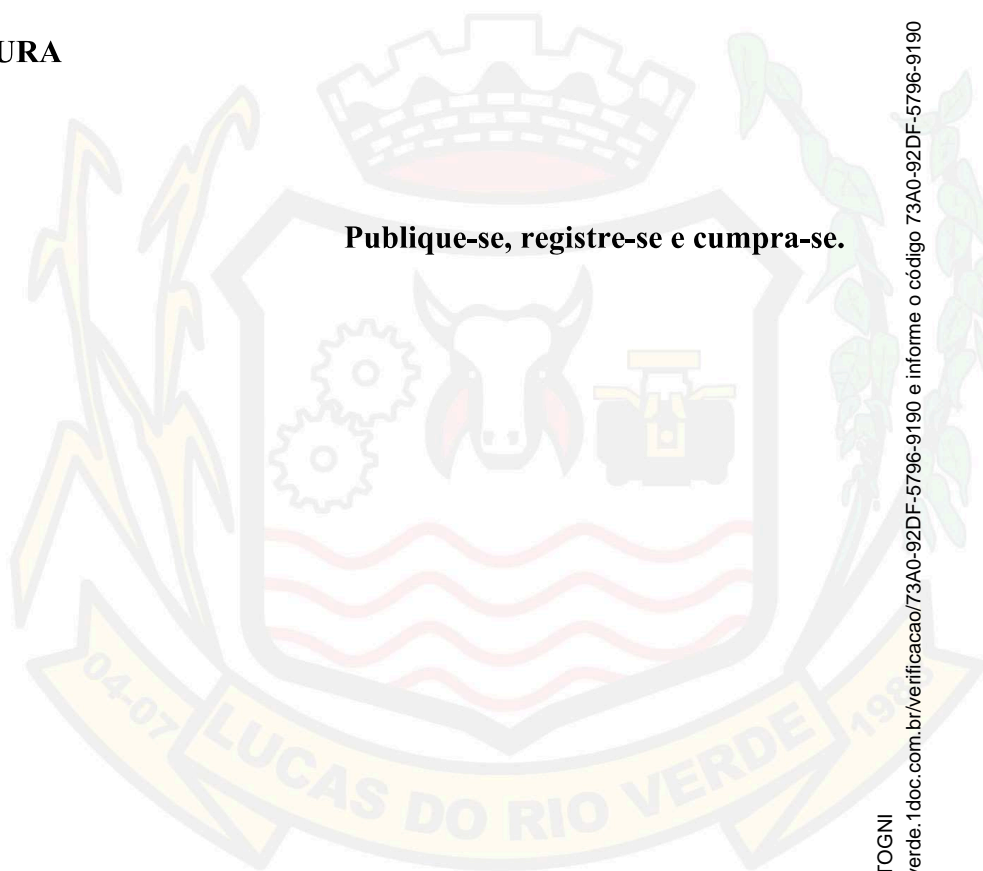 URA
Publique-se, registre-se e cumpra-se.
04-07
LUCAS DO RIO VERDE
TOGNI
verde.1doc.com.br/verificacao/73A0-92DF-5796-9190 e informe o código 73A0-92DF-5796-9190